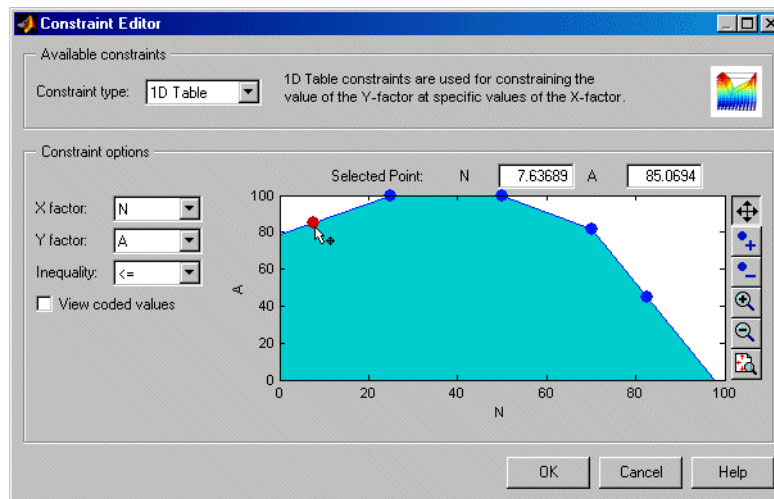 Constraint Editor
Available constraints
Constraint type: 1D Table
1D Table constraints are used for constraining the
value of the Y-factor at specific values of the X-factor.
Constraint options
Selected Point: N 7.63689 A 85.0694
X factor: N
Y factor: A
Inequality: <=
View coded values
100
80
60
40
20
0
A
0 20 40 60 80 100
N
OK Cancel Help